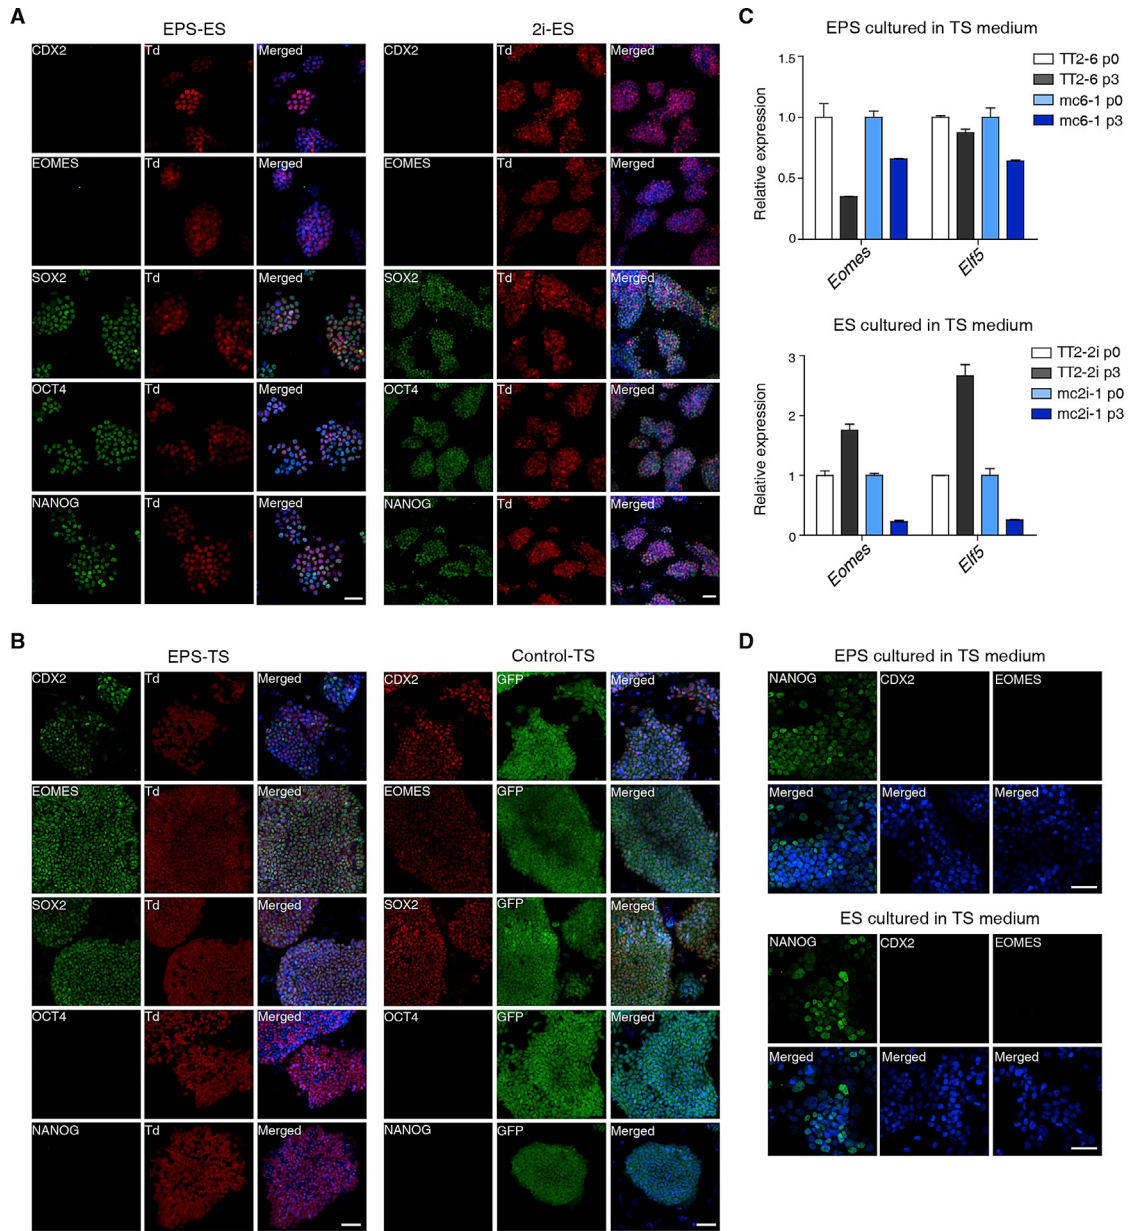 A
EPS-ES
2i-ES
CDX2 Td Merged CDX2 Td Merged
EOMES Td Merged EOMES Td Merged
SOX2 Td Merged SOX2 Td Merged
OCT4 Td Merged OCT4 Td Merged
NANOG Td Merged NANOG Td Merged
B
EPS-TS
Control-TS
CDX2 Td Merged CDX2 GFP Merged
EOMES Td Merged EOMES GFP Merged
SOX2 Td Merged SOX2 GFP Merged
OCT4 Td Merged OCT4 GFP Merged
NANOG Td Merged NANOG GFP Merged
C
EPS cultured in TS medium
Relative expression
1.5
1.0
0.5
0
Eomes
Elf5
TT2-6 p0
TT2-6 p3
mc6-1 p0
mc6-1 p3
ES cultured in TS medium
Relative expression
3
2
1
0
Eomes
Elf5
TT2-2i p0
TT2-2i p3
mc2i-1 p0
mc2i-1 p3
D
EPS cultured in TS medium
NANOG CDX2 EOMES
Merged Merged Merged
ES cultured in TS medium
NANOG CDX2 EOMES
Merged Merged Merged